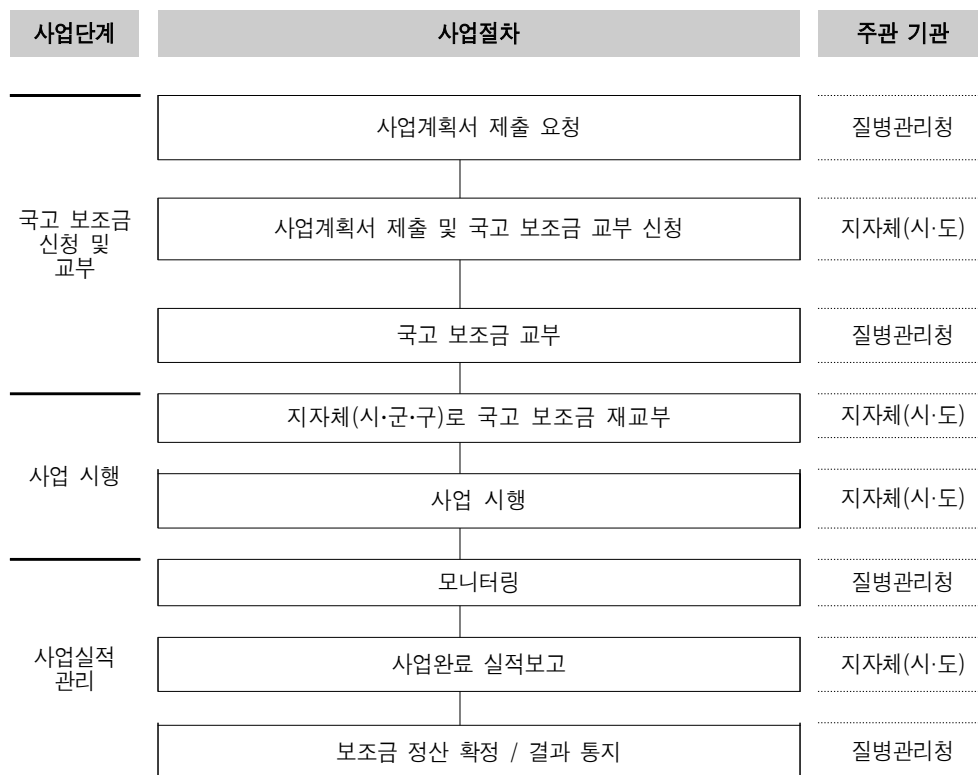 사업단계 사업절차 주관 기관
사업계획서 제출 요청 질병관리청
국고 보조금
신청 및
교부
사업계획서 제출 및 국고 보조금 교부 신청 지자체(시·도)
국고 보조금 교부 질병관리청
지자체(시·군·구)로 국고 보조금 재교부 지자체(시·도)
사업 시행
사업 시행 지자체(시·도)
모니터링 질병관리청
사업실적
관리
사업완료 실적보고 지자체(시·도)
보조금 정산 확정 / 결과 통지 질병관리청